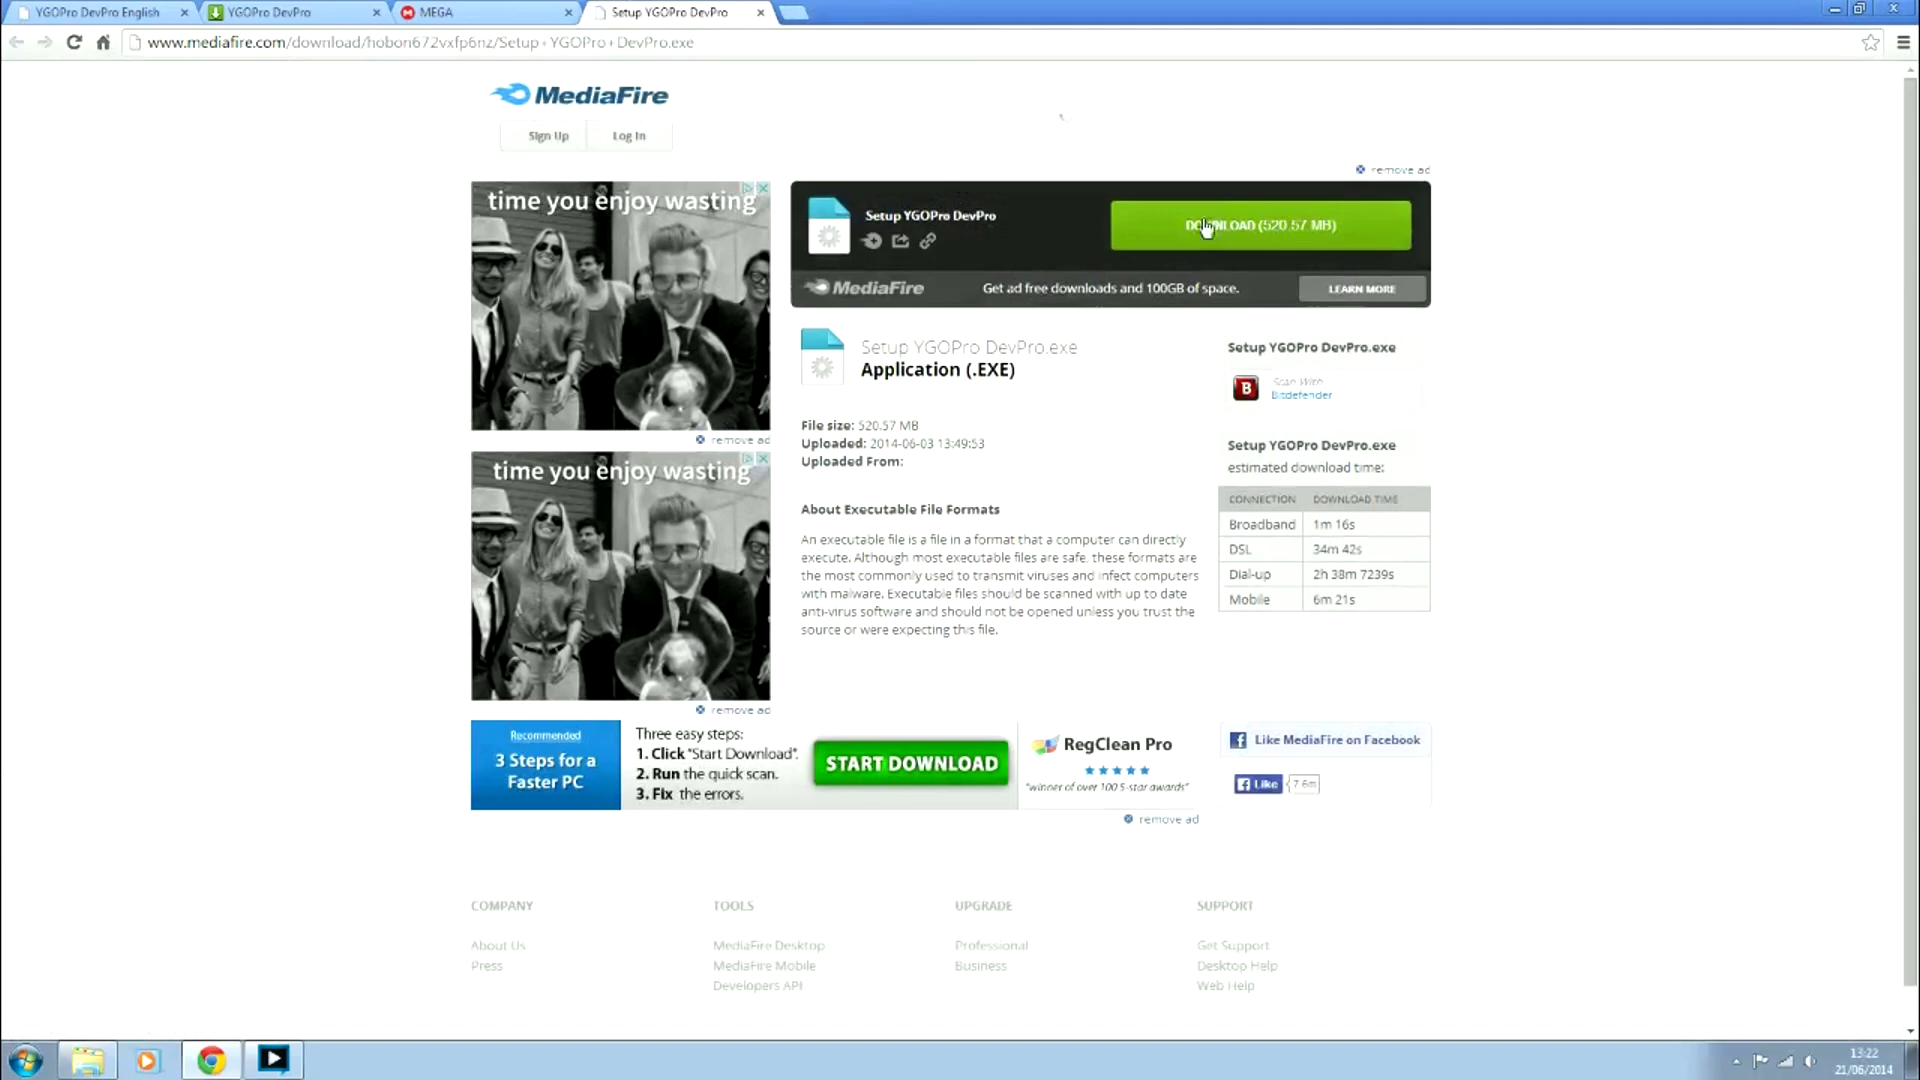 YGOPro DevPro English
YGOPro DevPro
MEGA
Setup YGOPro DevPro
www.mediafire.com/download/hobon672vxfp6nz/Setup+YGOPro+DevPro.exe
MediaFire
Sign Up
Log In
remove ad
time you enjoy wasting
remove ad
time you enjoy wasting
remove ad
Setup YGOPro DevPro
DOWNLOAD (520.57 MB)
MediaFire
Get ad free downloads and 100GB of space.
LEARN MORE
Setup YGOPro DevPro.exe
Application (.EXE)
File size: 520.57 MB
Uploaded: 2014-06-03 13:49:53
Uploaded From:
About Executable File Formats
An executable file is a file in a format that a computer can directly
execute. Although most executable files are safe, these formats are
the most commonly used to transmit viruses and infect computers
with malware. Executable files should be scanned with up to date
anti-virus software and should not be opened unless you trust the
source or were expecting this file.
Setup YGOPro DevPro.exe
B
Scan With
Bitdefender
Setup YGOPro DevPro.exe
estimated download time:
CONNECTION DOWNLOAD TIME
Broadband 1m 16s
DSL 34m 42s
Dial-up 2h 38m 7239s
Mobile 6m 21s
Recommended
3 Steps for a
Faster PC
Three easy steps:
1. Click "Start Download".
2. Run the quick scan.
3. Fix the errors.
START DOWNLOAD
RegClean Pro
"winner of over 100 5-star awards"
remove ad
Like MediaFire on Facebook
Like
7.6m
COMPANY
About Us
Press
TOOLS
MediaFire Desktop
MediaFire Mobile
Developers API
UPGRADE
Professional
Business
SUPPORT
Get Support
Desktop Help
Web Help
13:22
21/06/2014